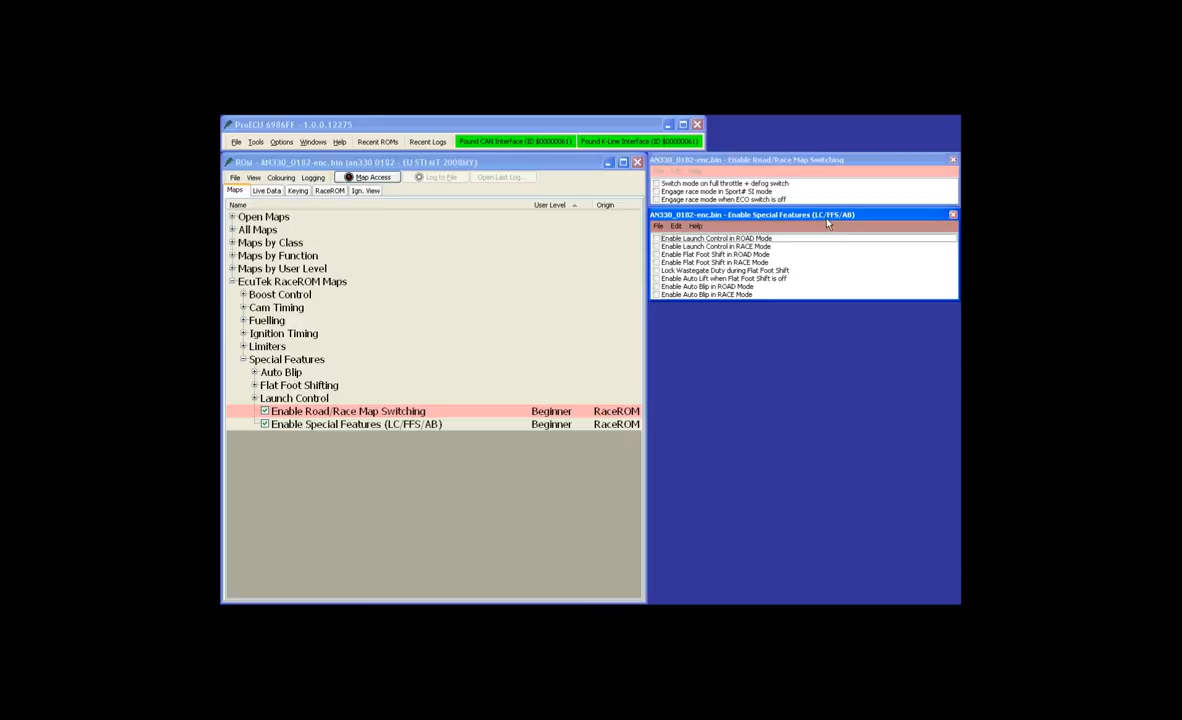 ProECU 6986FF - 1.0.0.12275
File Tools Options Windows Help Recent ROMs Recent Logs Found CAN Interface (ID $00000061) Found K-Line Interface (ID $00000061)
ROM - AN330_0182-enc.bin (an330 0182 - EU STI MT 2008MY)
File View Colouring Logging Map Access Log to File Open Last Log...
Maps Live Data Keying RaceROM Ign. View
Name User Level Origin
Open Maps
All Maps
Maps by Class
Maps by Function
Maps by User Level
EcuTek RaceROM Maps
Boost Control
Cam Timing
Fuelling
Ignition Timing
Limiters
Special Features
Auto Blip
Flat Foot Shifting
Launch Control
Enable Road/Race Map Switching Beginner RaceROM
Enable Special Features (LC/FFS/AB) Beginner RaceROM
AN330_0182-enc.bin - Enable Road/Race Map Switching
File Edit Help
Switch mode on full throttle + defog switch
Engage race mode in Sport# SI mode
Engage race mode when ECO switch is off
AN330_0182-enc.bin - Enable Special Features (LC/FFS/AB)
File Edit Help
Enable Launch Control in ROAD Mode
Enable Launch Control in RACE Mode
Enable Flat Foot Shift in ROAD Mode
Enable Flat Foot Shift in RACE Mode
Lock Wastegate Duty during Flat Foot Shift
Enable Auto Lift when Flat Foot Shift is off
Enable Auto Blip in ROAD Mode
Enable Auto Blip in RACE Mode